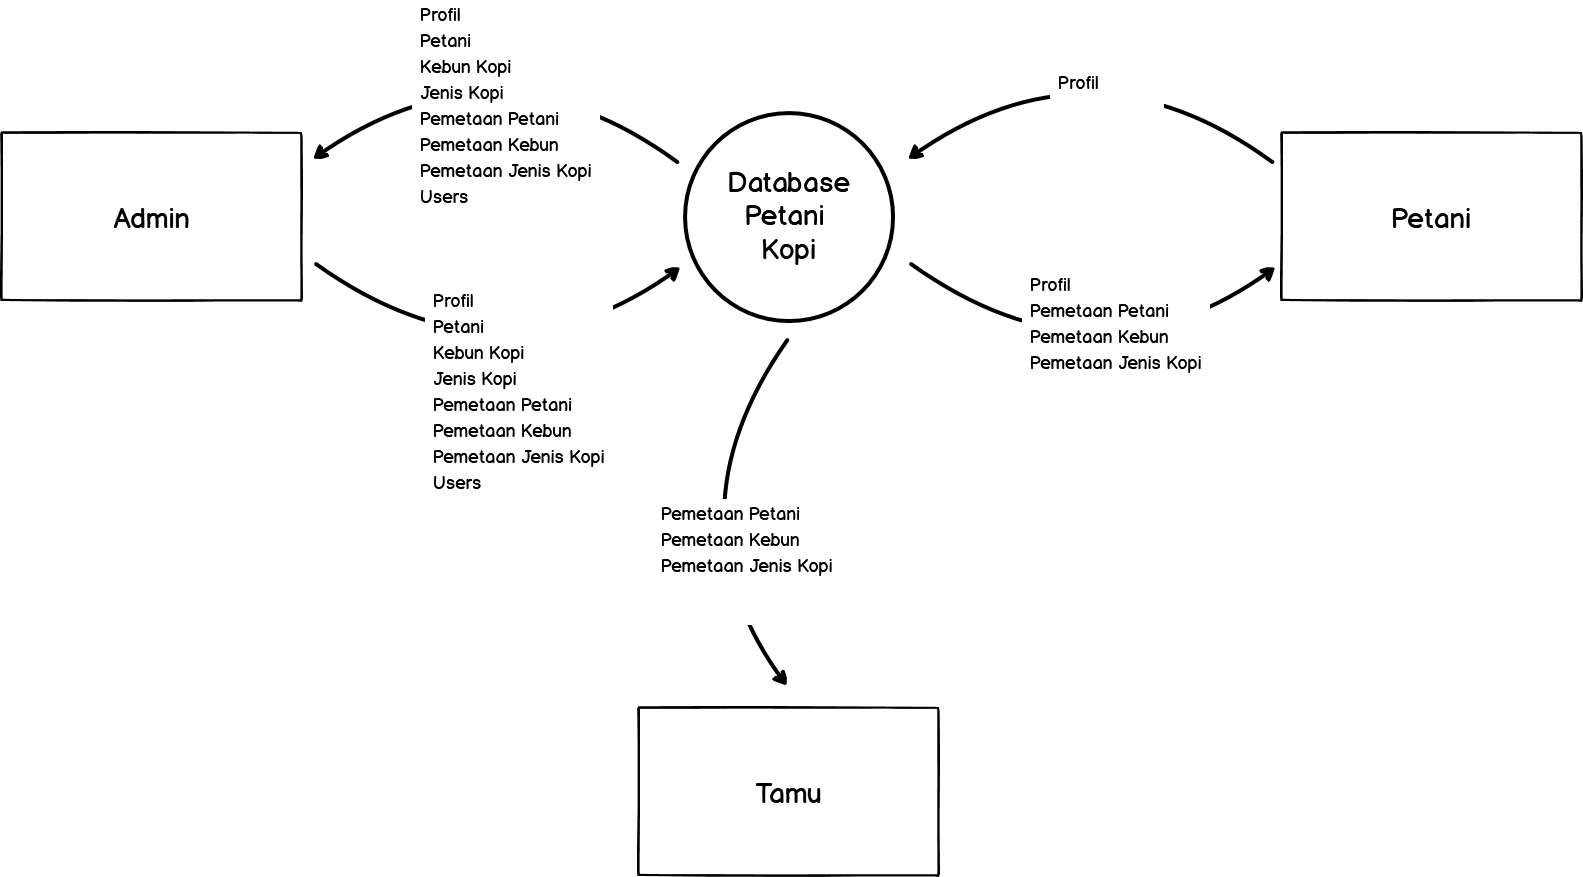 Profil
Petani
Kebun Kopi
Jenis Kopi
Pemetaan Petani
Pemetaan Kebun
Pemetaan Jenis Kopi
Users
Profil
Admin
Database
Petani
Kopi
Petani
Profil
Petani
Kebun Kopi
Jenis Kopi
Pemetaan Petani
Pemetaan Kebun
Pemetaan Jenis Kopi
Users
Profil
Pemetaan Petani
Pemetaan Kebun
Pemetaan Jenis Kopi
Pemetaan Petani
Pemetaan Kebun
Pemetaan Jenis Kopi
Tamu